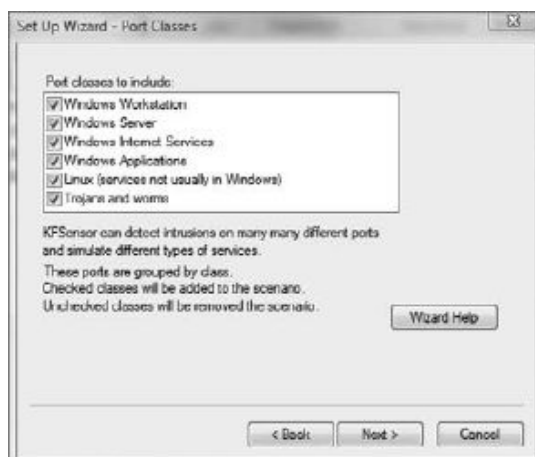 Set Up Wizard - Port Classes
Port classes to include:
Windows Workstation
Windows Server
Windows Internet Services
Windows Applications
Linux (services not usually in Windows)
Trojans and worms
KFSensor can detect intrusions on many many different ports
and simulate different types of services.
These ports are grouped by class.
Checked classes will be added to the scenario.
Unchecked classes will be removed the scenario.
Wizard Help
< Back
Next >
Cancel